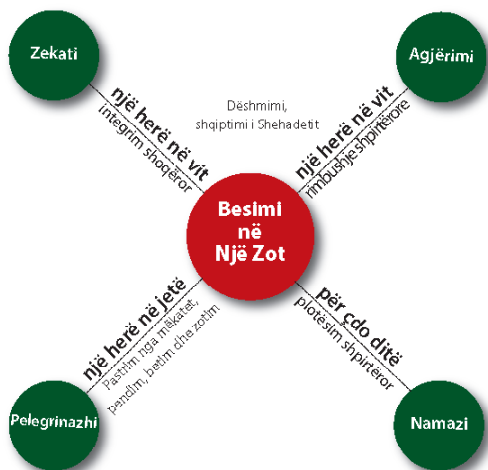 Zekati
Agjërimi
një herë në vit
integrim shoqëror
Dëshmimi,
shqiptimi i Shehadetit
një herë në vit
rimbushje shpirtërore
Besimi
në
Një Zot
një herë në jetë
Pastrim nga mëkatet,
pendim, betim dhe zotim
për çdo ditë
plotësim shpirtëror
Pelegrinazhi
Namazi